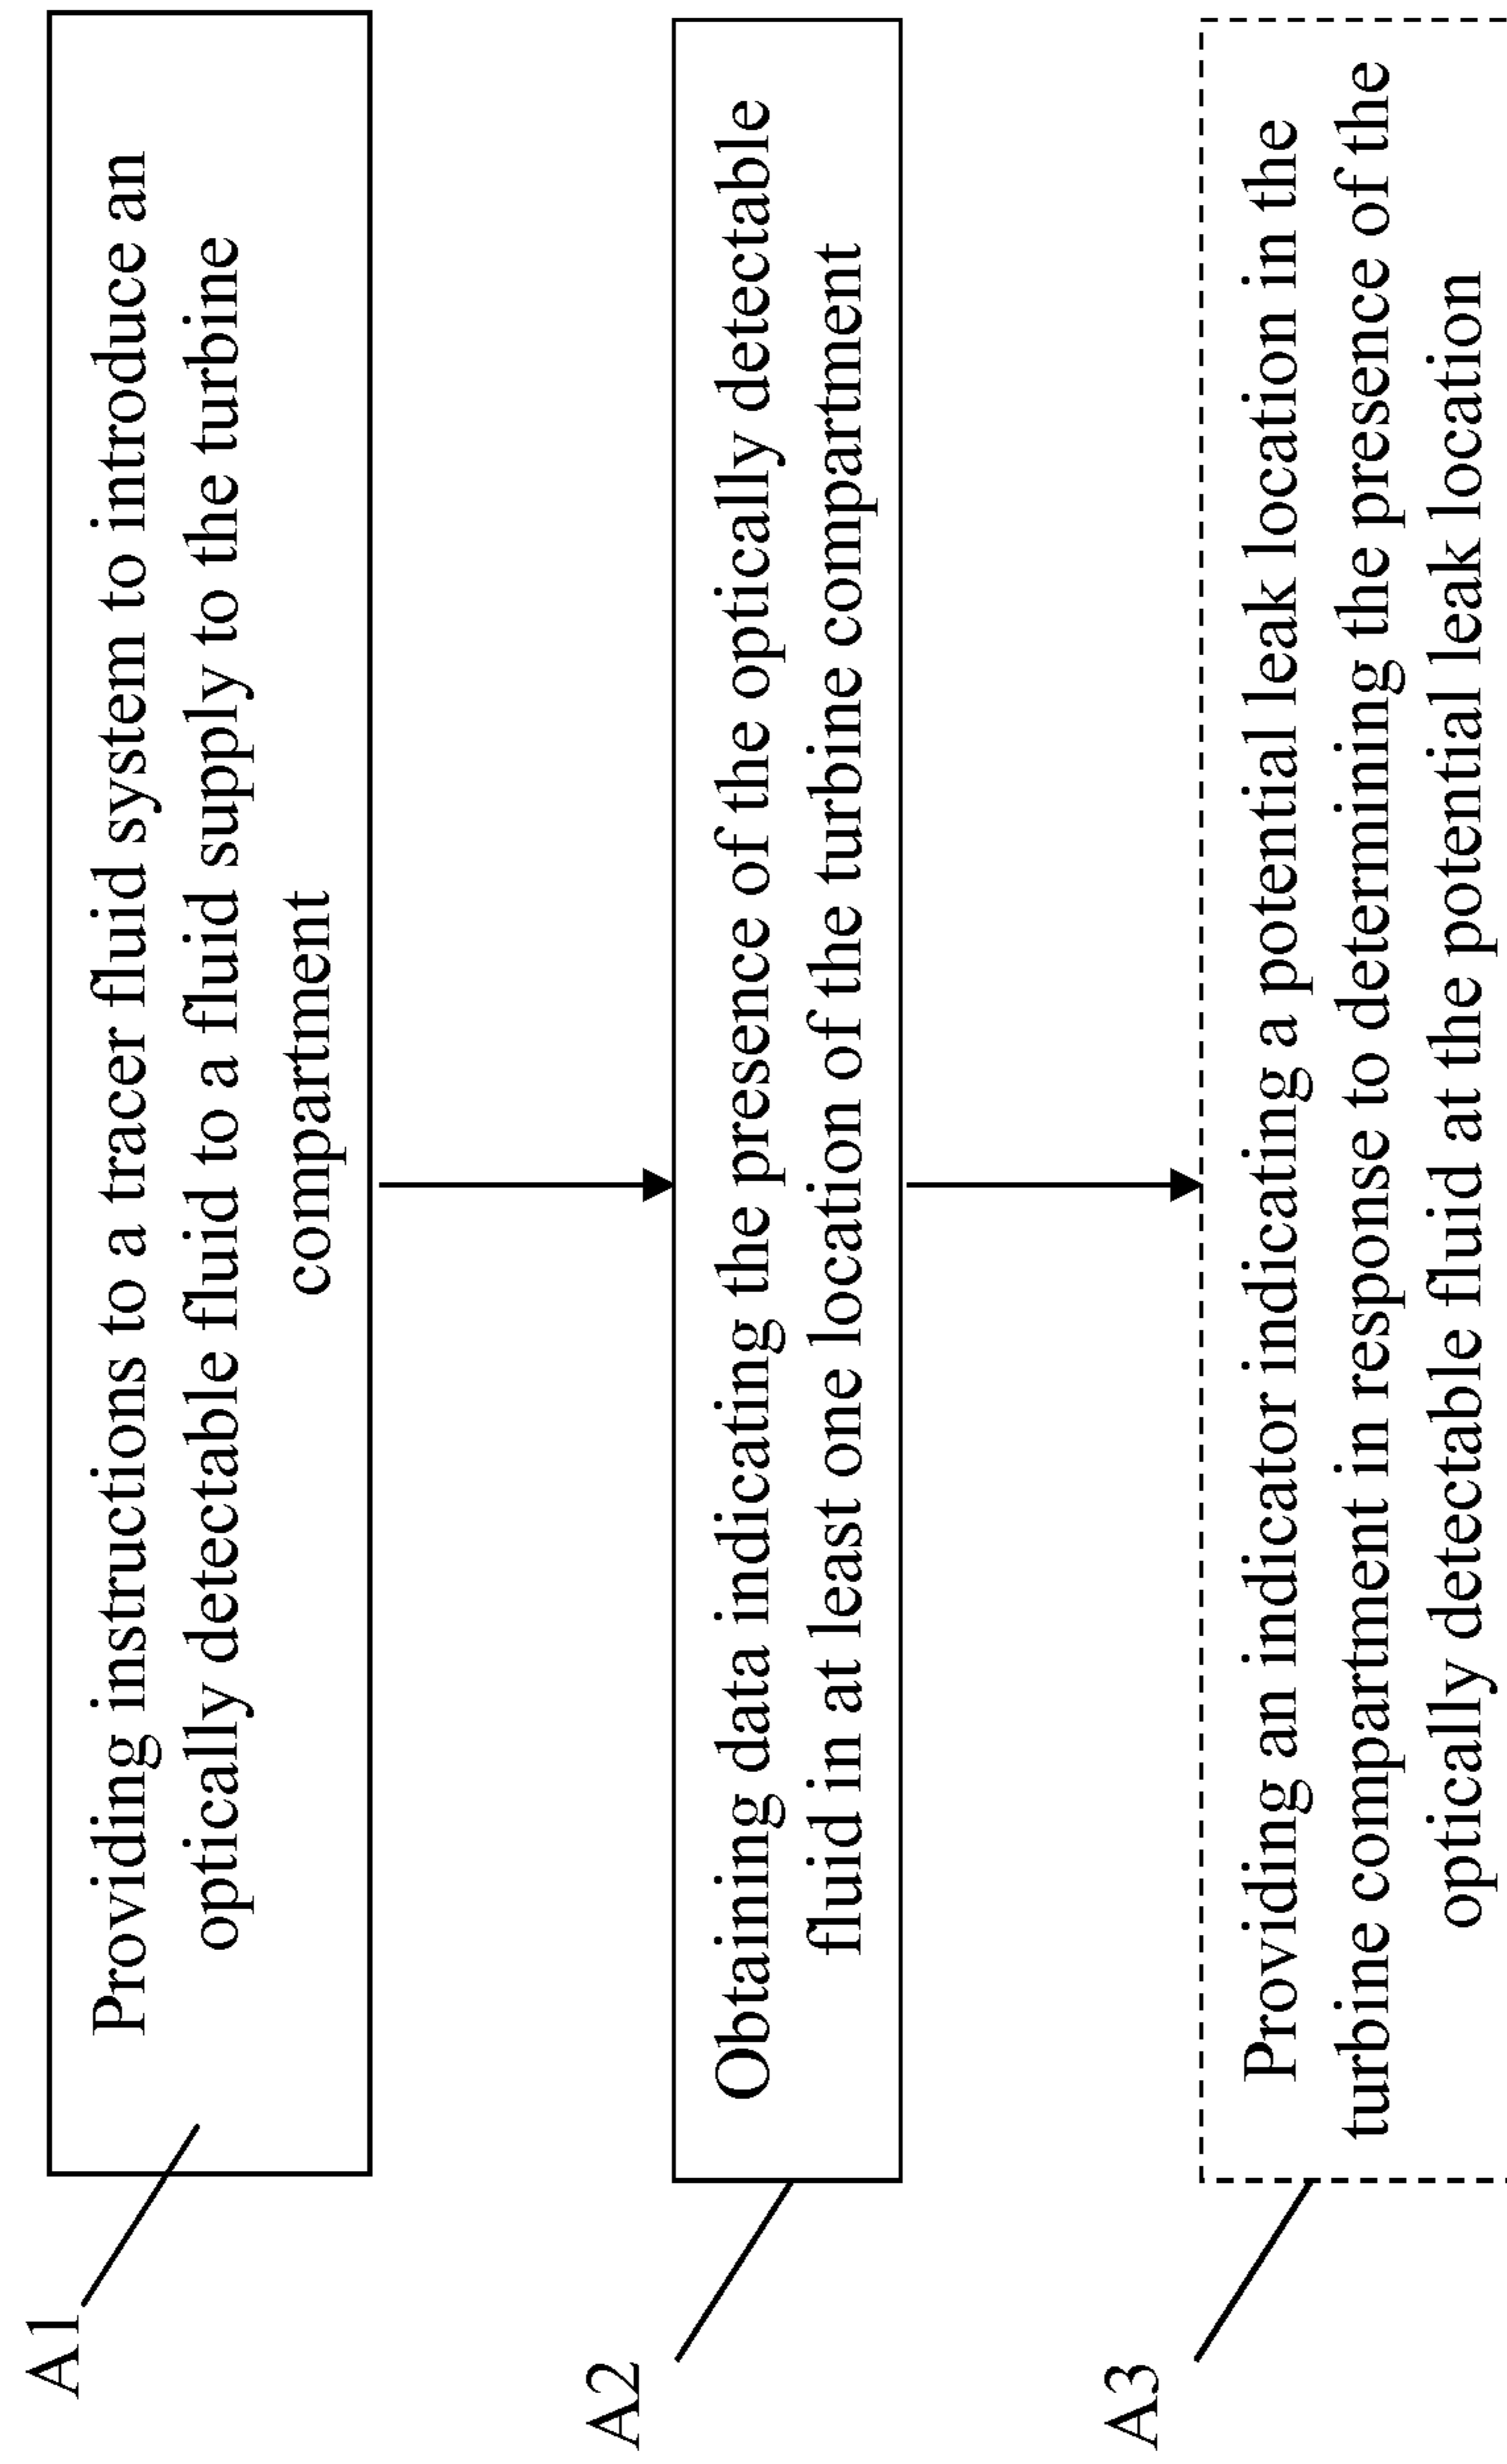 A1
Providing instructions to a tracer fluid system to introduce an
optically detectable fluid to a fluid supply to the turbine
compartment
A2
Obtaining data indicating the presence of the optically detectable
fluid in at least one location of the turbine compartment
A3
Providing an indicator indicating a potential leak location in the
turbine compartment in response to determining the presence of the
optically detectable fluid at the potential leak location